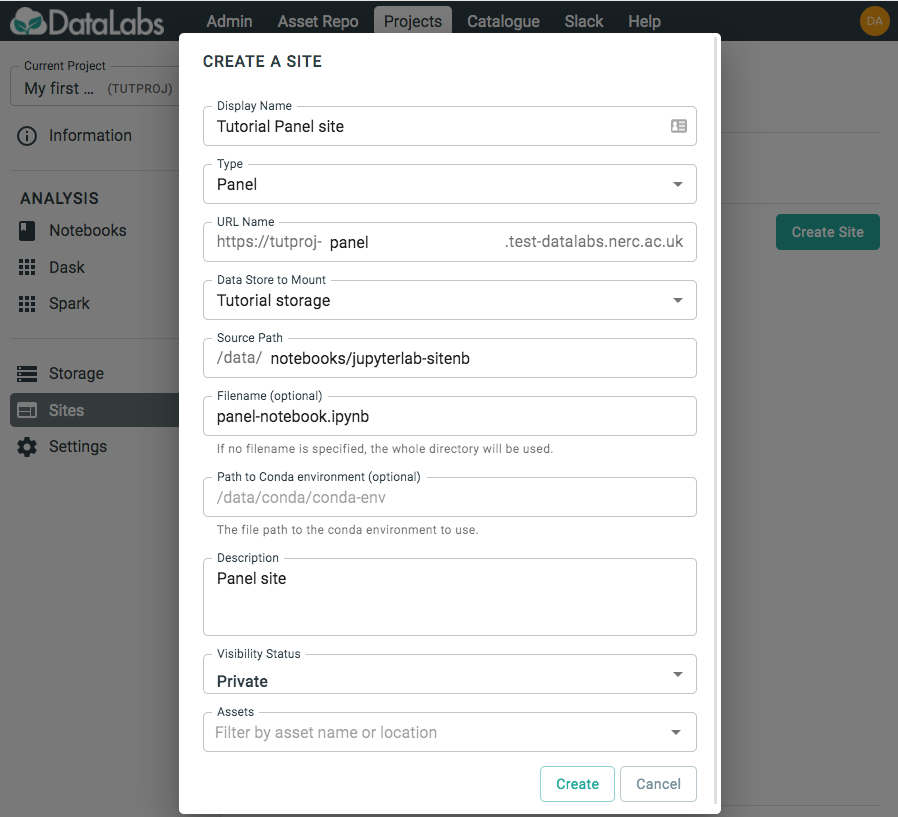 DataLabs
Admin Asset Repo Projects Catalogue Slack Help
DA
Current Project
My first ... (TUTPROJ)
Information
ANALYSIS
Notebooks
Dask
Spark
Storage
Sites
Settings
Create Site
CREATE A SITE
Display Name
Tutorial Panel site
Type
Panel
URL Name
https://tutproj- panel .test-datalabs.nerc.ac.uk
Data Store to Mount
Tutorial storage
Source Path
/data/ notebooks/jupyterlab-sitenb
Filename (optional)
panel-notebook.ipynb
If no filename is specified, the whole directory will be used.
Path to Conda environment (optional)
/data/conda/conda-env
The file path to the conda environment to use.
Description
Panel site
Visibility Status
Private
Assets
Filter by asset name or location
Create Cancel